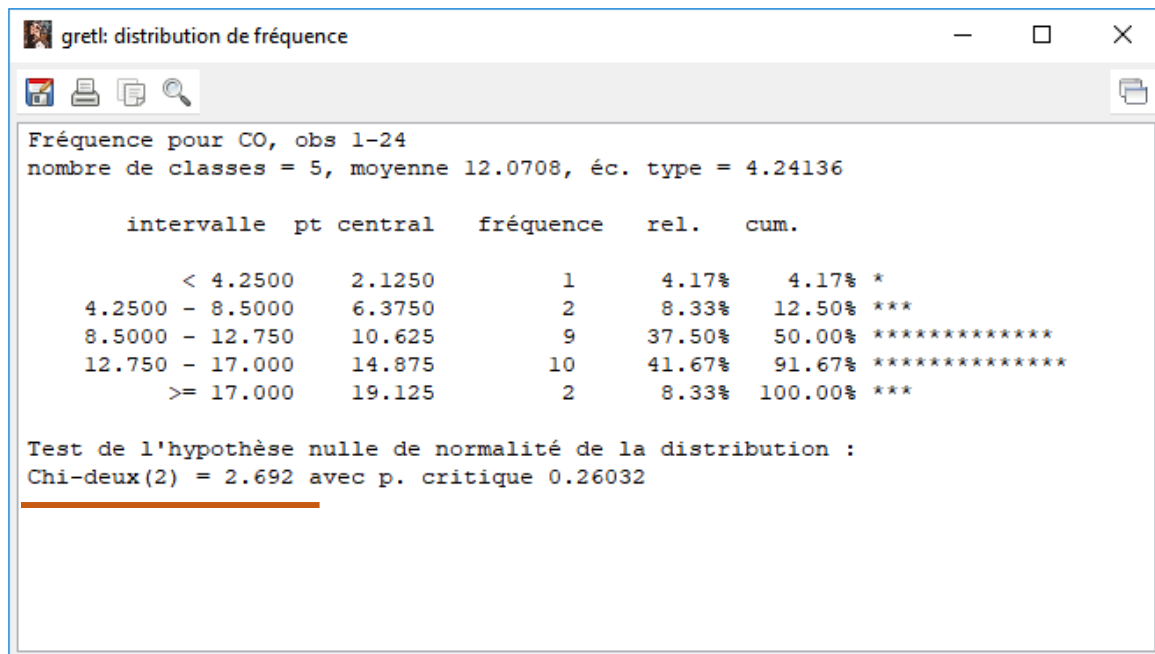 gretl: distribution de fréquence
Fréquence pour CO, obs 1-24
nombre de classes = 5, moyenne 12.0708, éc. type = 4.24136
intervalle pt central fréquence rel. cum.
< 4.2500 2.1250 1 4.17% 4.17% *
4.2500 - 8.5000 6.3750 2 8.33% 12.50% ***
8.5000 - 12.750 10.625 9 37.50% 50.00% *************
12.750 - 17.000 14.875 10 41.67% 91.67% **************
>= 17.000 19.125 2 8.33% 100.00% ***
Test de l'hypothèse nulle de normalité de la distribution :
Chi-deux(2) = 2.692 avec p. critique 0.26032